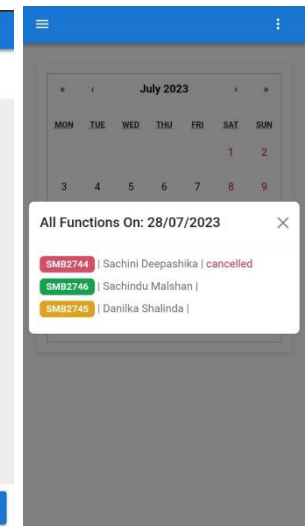 « ‹ July 2023 › »
MON TUE WED THU FRI SAT SUN
1 2
3 4 5 6 7 8 9
All Functions On: 28/07/2023 ×
SMB2744 | Sachini Deepashika | cancelled
SMB2746 | Sachindu Malshan |
SMB2745 | Danilka Shalinda |